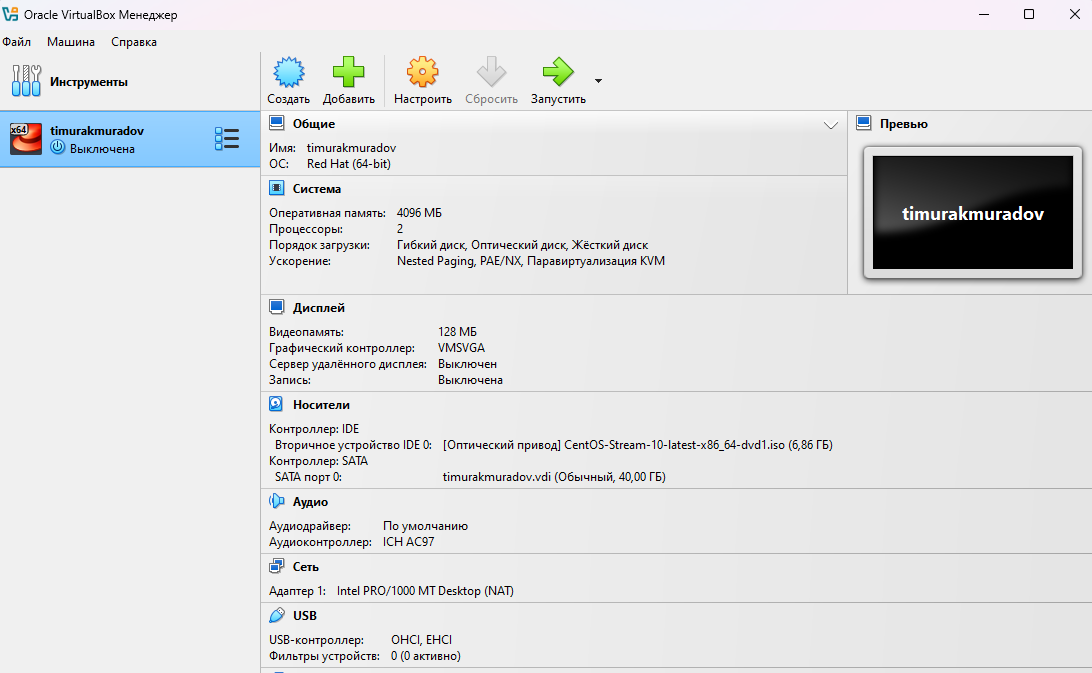 Oracle VirtualBox Менеджер
Файл Машина Справка
Инструменты
Создать Добавить Настроить Сбросить Запустить
x64
timurakmuradov
Выключена
Общие
Имя: timurakmuradov
ОС: Red Hat (64-bit)
Превью
timurakmuradov
Система
Оперативная память: 4096 МБ
Процессоры: 2
Порядок загрузки: Гибкий диск, Оптический диск, Жёсткий диск
Ускорение: Nested Paging, PAE/NX, Паравиртуализация KVM
Дисплей
Видеопамять: 128 МБ
Графический контроллер: VMSVGA
Сервер удалённого дисплея: Выключен
Запись: Выключена
Носители
Контроллер: IDE
Вторичное устройство IDE 0: [Оптический привод] CentOS-Stream-10-latest-x86_64-dvd1.iso (6,86 ГБ)
Контроллер: SATA
SATA порт 0: timurakmuradov.vdi (Обычный, 40,00 ГБ)
Аудио
Аудиодрайвер: По умолчанию
Аудиоконтроллер: ICH AC97
Сеть
Адаптер 1: Intel PRO/1000 MT Desktop (NAT)
USB
USB-контроллер: OHCI, EHCI
Фильтры устройств: 0 (0 активно)